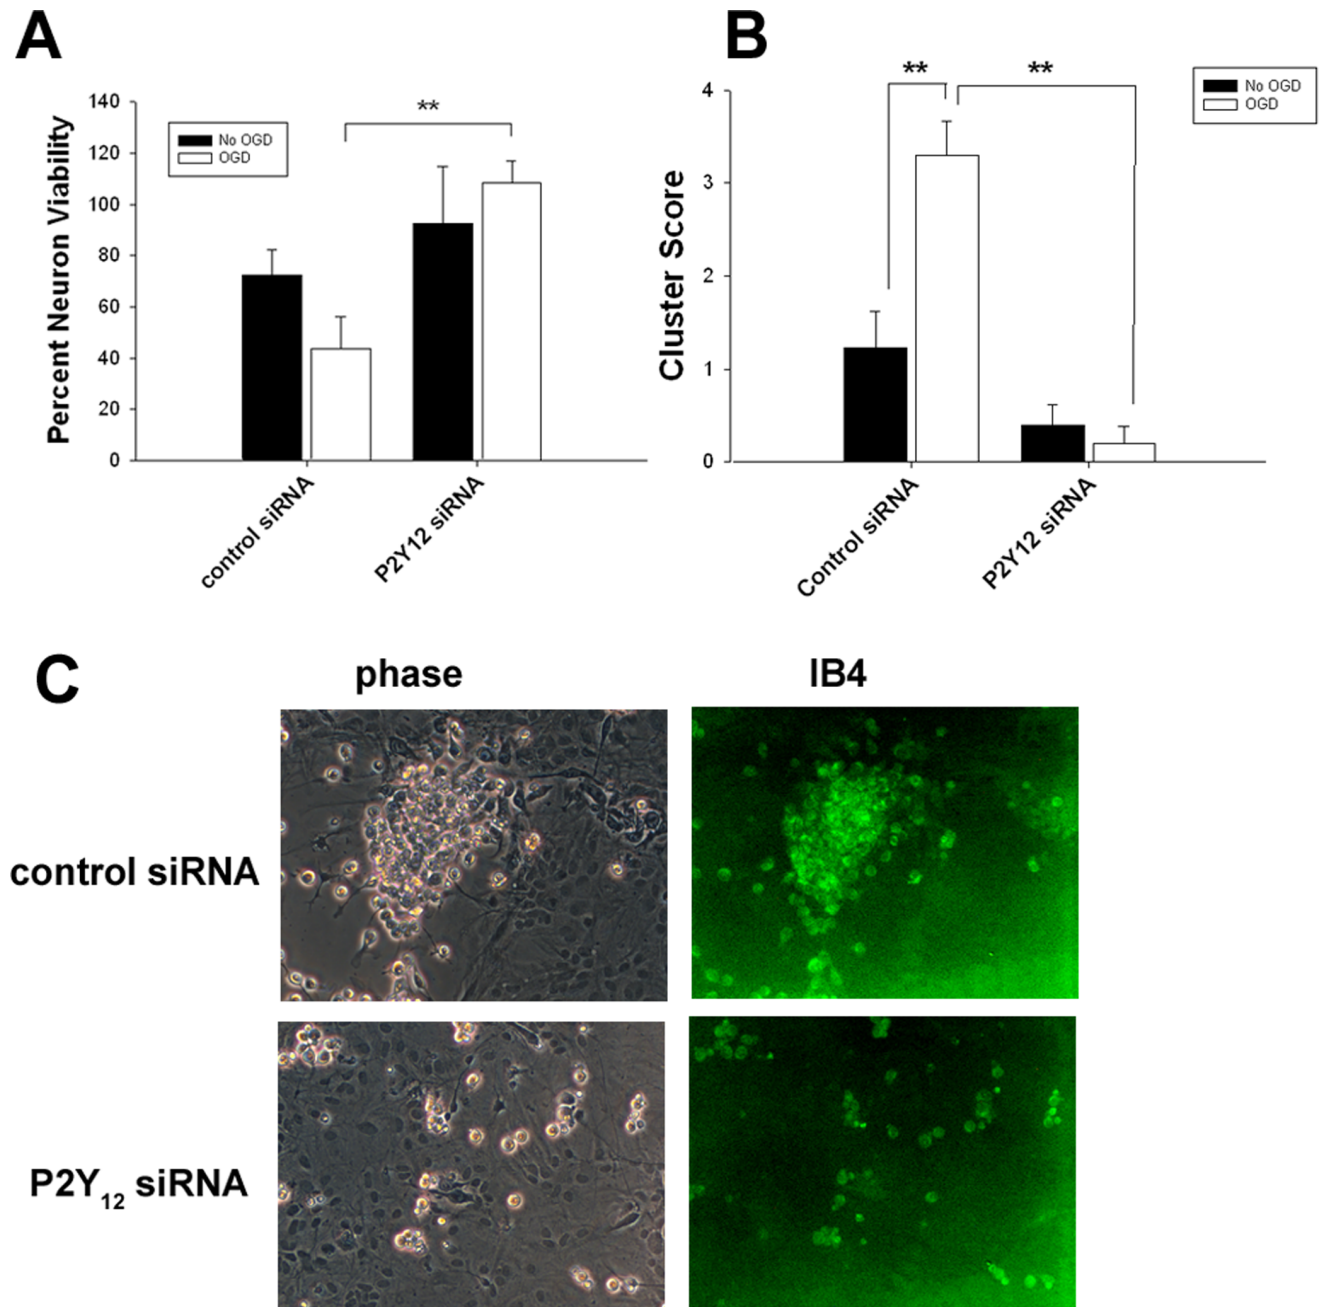 A
B
Percent Neuron Viability
140
120
100
80
60
40
20
0
No OGD
OGD
**
control siRNA
P2Y12 siRNA
Cluster Score
4
3
2
1
0
**
**
No OGD
OGD
Control siRNA
P2Y12 siRNA
C
phase
IB4
control siRNA
P2Y12 siRNA